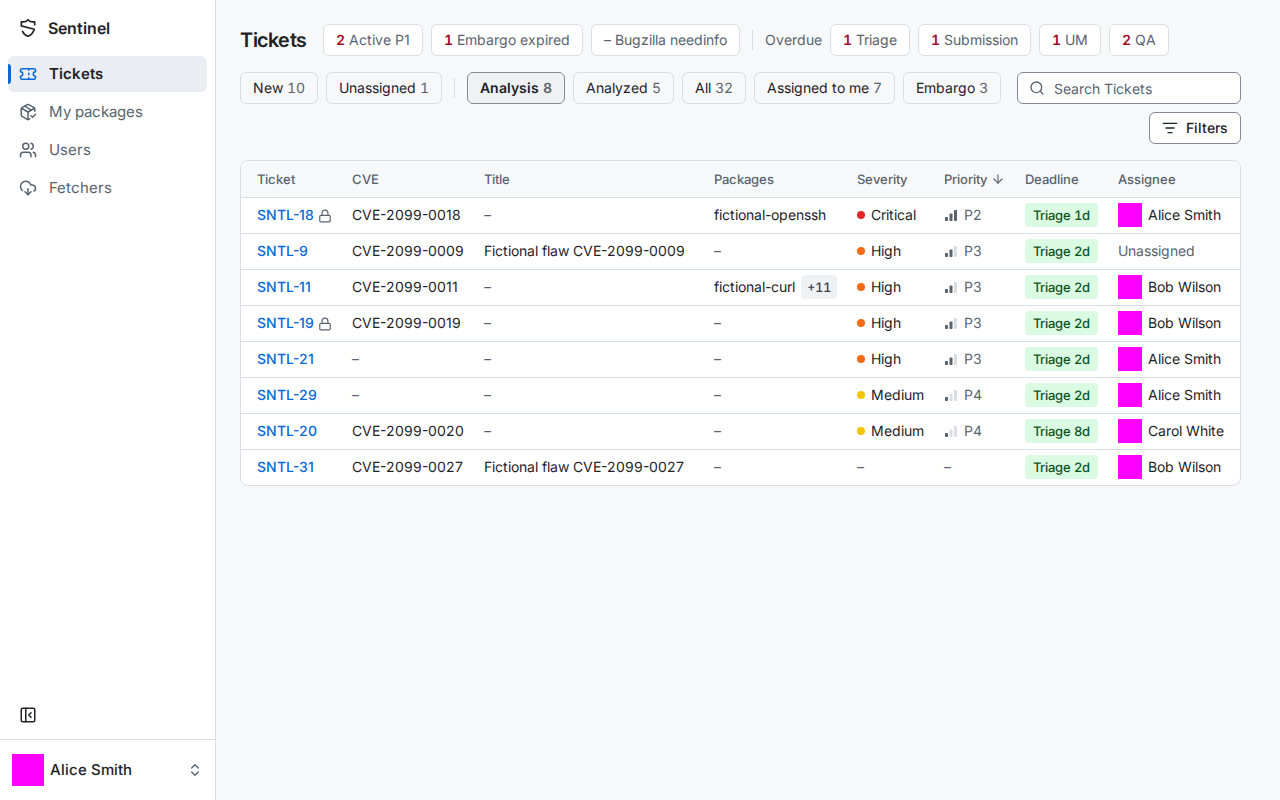 Sentinel
Tickets
My packages
Users
Fetchers
Alice Smith
Tickets 2 Active P1 1 Embargo expired – Bugzilla needinfo Overdue 1 Triage 1 Submission 1 UM 2 QA
New 10 Unassigned 1 Analysis 8 Analyzed 5 All 32 Assigned to me 7 Embargo 3 Search Tickets
Filters
Ticket CVE Title Packages Severity Priority Deadline Assignee
SNTL-18 CVE-2099-0018 – fictional-openssh Critical P2 Triage 1d Alice Smith
SNTL-9 CVE-2099-0009 Fictional flaw CVE-2099-0009 – High P3 Triage 2d Unassigned
SNTL-11 CVE-2099-0011 – fictional-curl +11 High P3 Triage 2d Bob Wilson
SNTL-19 CVE-2099-0019 – – High P3 Triage 2d Bob Wilson
SNTL-21 – – – High P3 Triage 2d Alice Smith
SNTL-29 – – – Medium P4 Triage 2d Alice Smith
SNTL-20 CVE-2099-0020 – – Medium P4 Triage 8d Carol White
SNTL-31 CVE-2099-0027 Fictional flaw CVE-2099-0027 – – – Triage 2d Bob Wilson